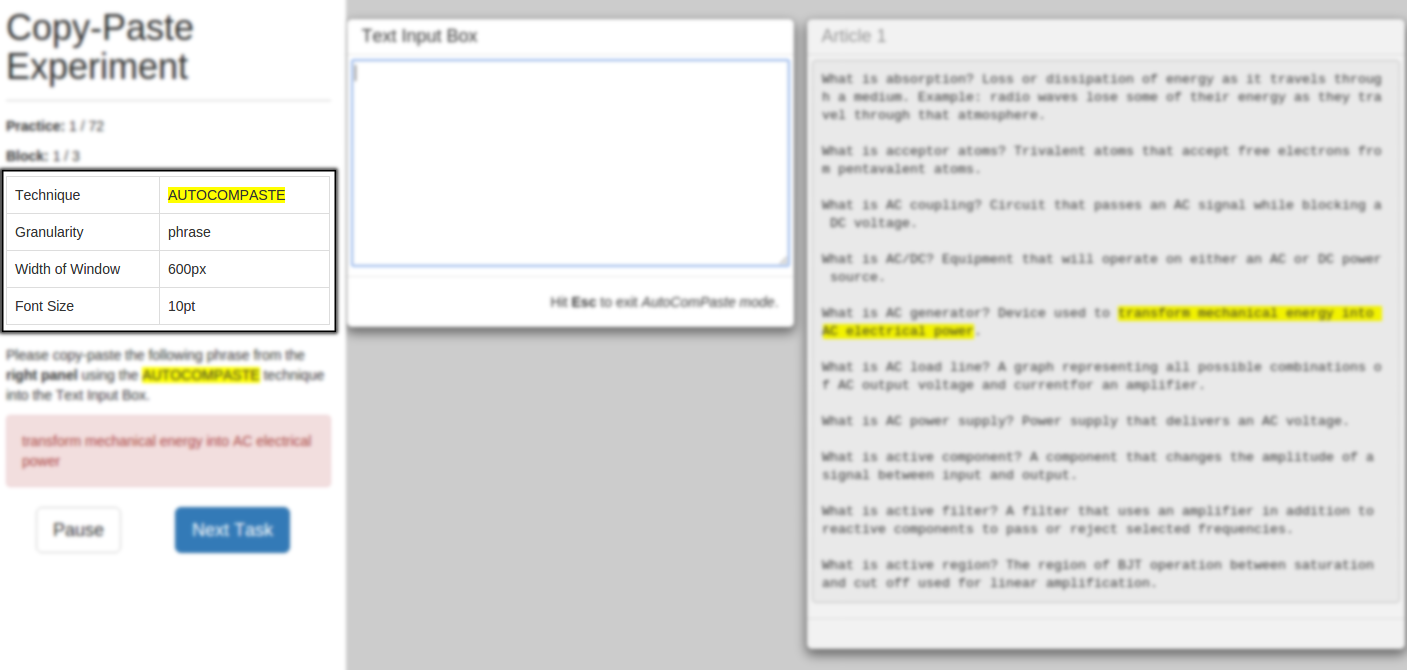 Copy-Paste
Experiment
Practice: 1 / 72
Block: 1 / 3
Technique AUTOCOMPASTE
Granularity phrase
Width of Window 600px
Font Size 10pt
Please copy-paste the following phrase from the
right panel using the AUTOCOMPASTE technique
into the Text Input Box.
transform mechanical energy into AC electrical
power
Pause Next Task
Text Input Box
Hit Esc to exit AutoComPaste mode.
Article 1
What is absorption? Loss or dissipation of energy as it travels throug
h a medium. Example: radio waves lose some of their energy as they tra
vel through that atmosphere.
What is acceptor atoms? Trivalent atoms that accept free electrons fro
m pentavalent atoms.
What is AC coupling? Circuit that passes an AC signal while blocking a
DC voltage.
What is AC/DC? Equipment that will operate on either an AC or DC power
source.
What is AC generator? Device used to transform mechanical energy into
AC electrical power.
What is AC load line? A graph representing all possible combinations o
f AC output voltage and currentfor an amplifier.
What is AC power supply? Power supply that delivers an AC voltage.
What is active component? A component that changes the amplitude of a
signal between input and output.
What is active filter? A filter that uses an amplifier in addition to
reactive components to pass or reject selected frequencies.
What is active region? The region of BJT operation between saturation
and cut off used for linear amplification.